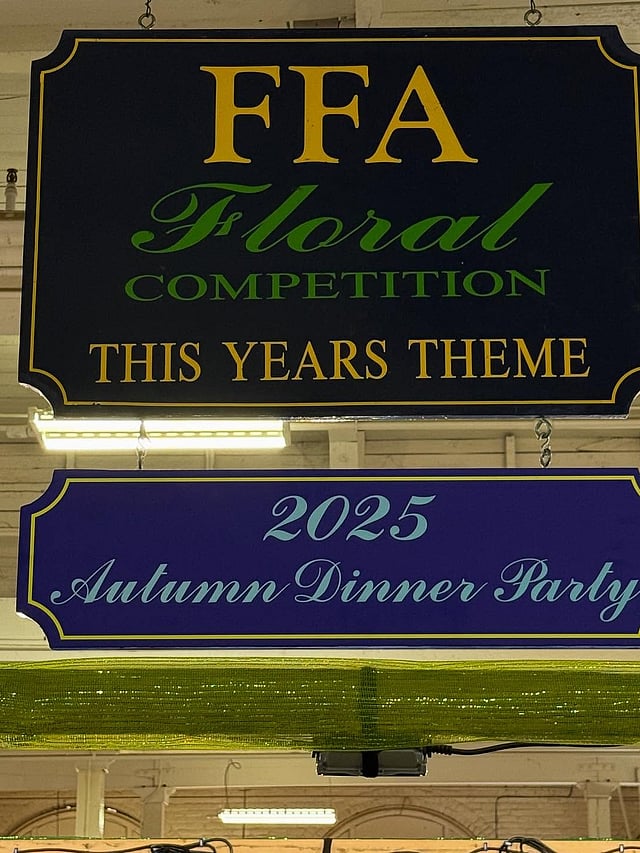 FFA
Floral
COMPETITION
THIS YEARS THEME
2025
Autumn Dinner Party